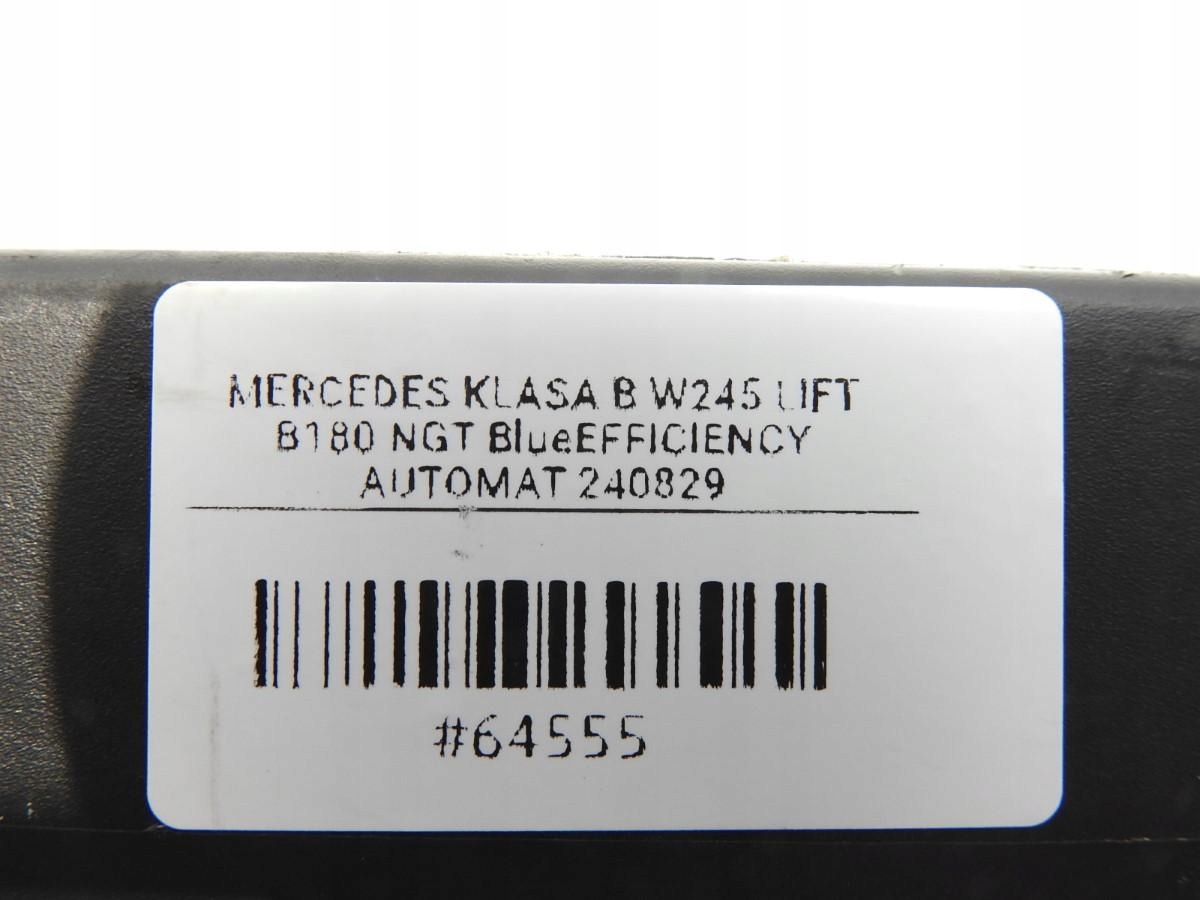 MERCEDES KLASA B W245 LIFT
B180 NGT BlueEFFICIENCY
AUTOMAT 240829
#64555